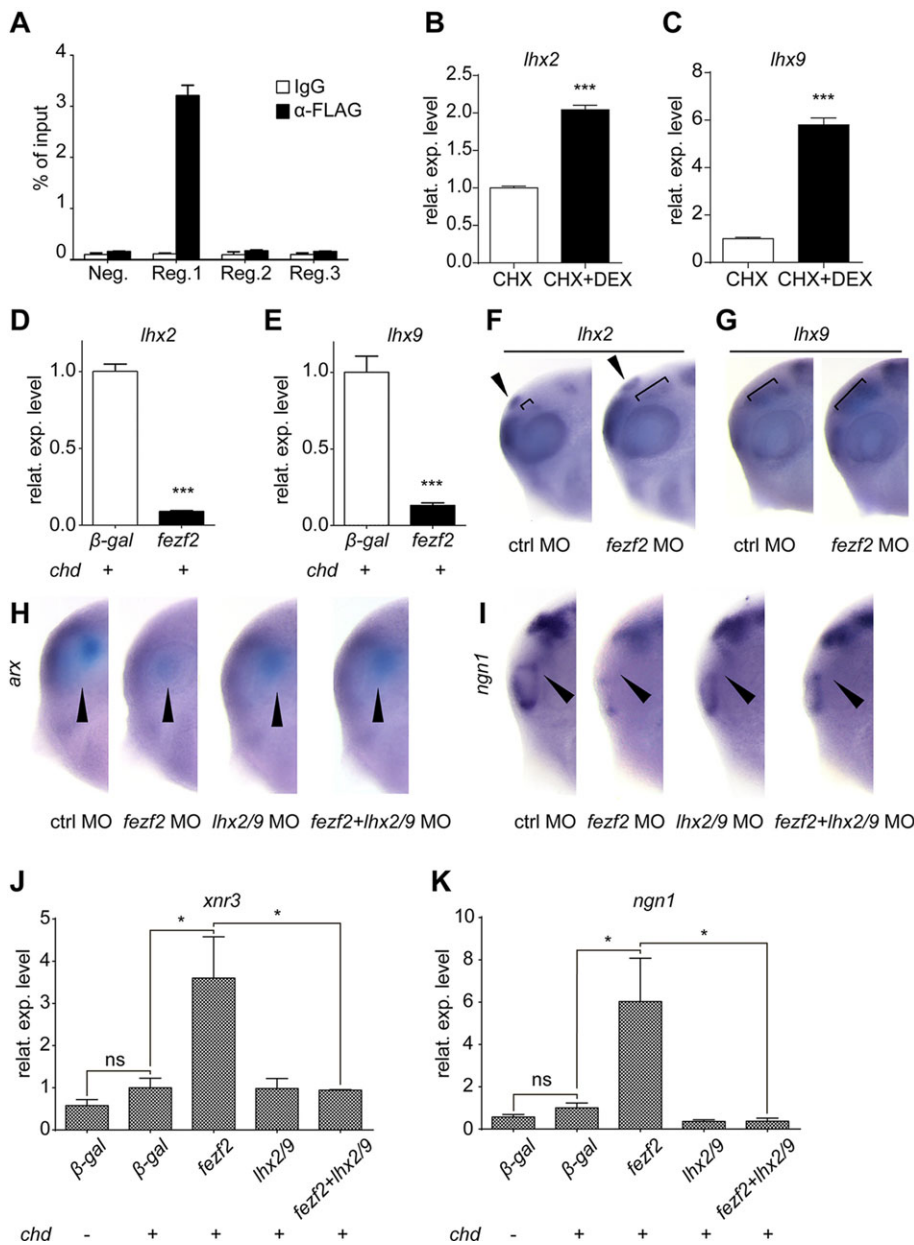 A
% of input
4
3
2
1
0
IgG
α-FLAG
Neg. Reg.1 Reg.2 Reg.3
B
lhx2
relat. exp. level
2.5
2.0
1.5
1.0
0.5
0.0
***
CHX CHX+DEX
C
lhx9
relat. exp. level
8
6
4
2
0
***
CHX CHX+DEX
D
lhx2
relat. exp. level
1.0
0.5
0.0
***
β-gal fezf2
chd + +
E
lhx9
relat. exp. level
1.0
0.5
0.0
***
β-gal fezf2
+ +
F
lhx2
ctrl MO fezf2 MO
G
lhx9
ctrl MO fezf2 MO
H
arx
ctrl MO fezf2 MO lhx2/9 MO fezf2+lhx2/9 MO
I
ngn1
ctrl MO fezf2 MO lhx2/9 MO fezf2+lhx2/9 MO
J
xnr3
relat. exp. level
5
4
3
2
1
0
ns
*
*
β-gal β-gal fezf2 lhx2/9 fezf2+lhx2/9
chd - + + + +
K
ngn1
relat. exp. level
10
8
6
4
2
0
ns
*
*
β-gal β-gal fezf2 lhx2/9 fezf2+lhx2/9
chd - + + + +